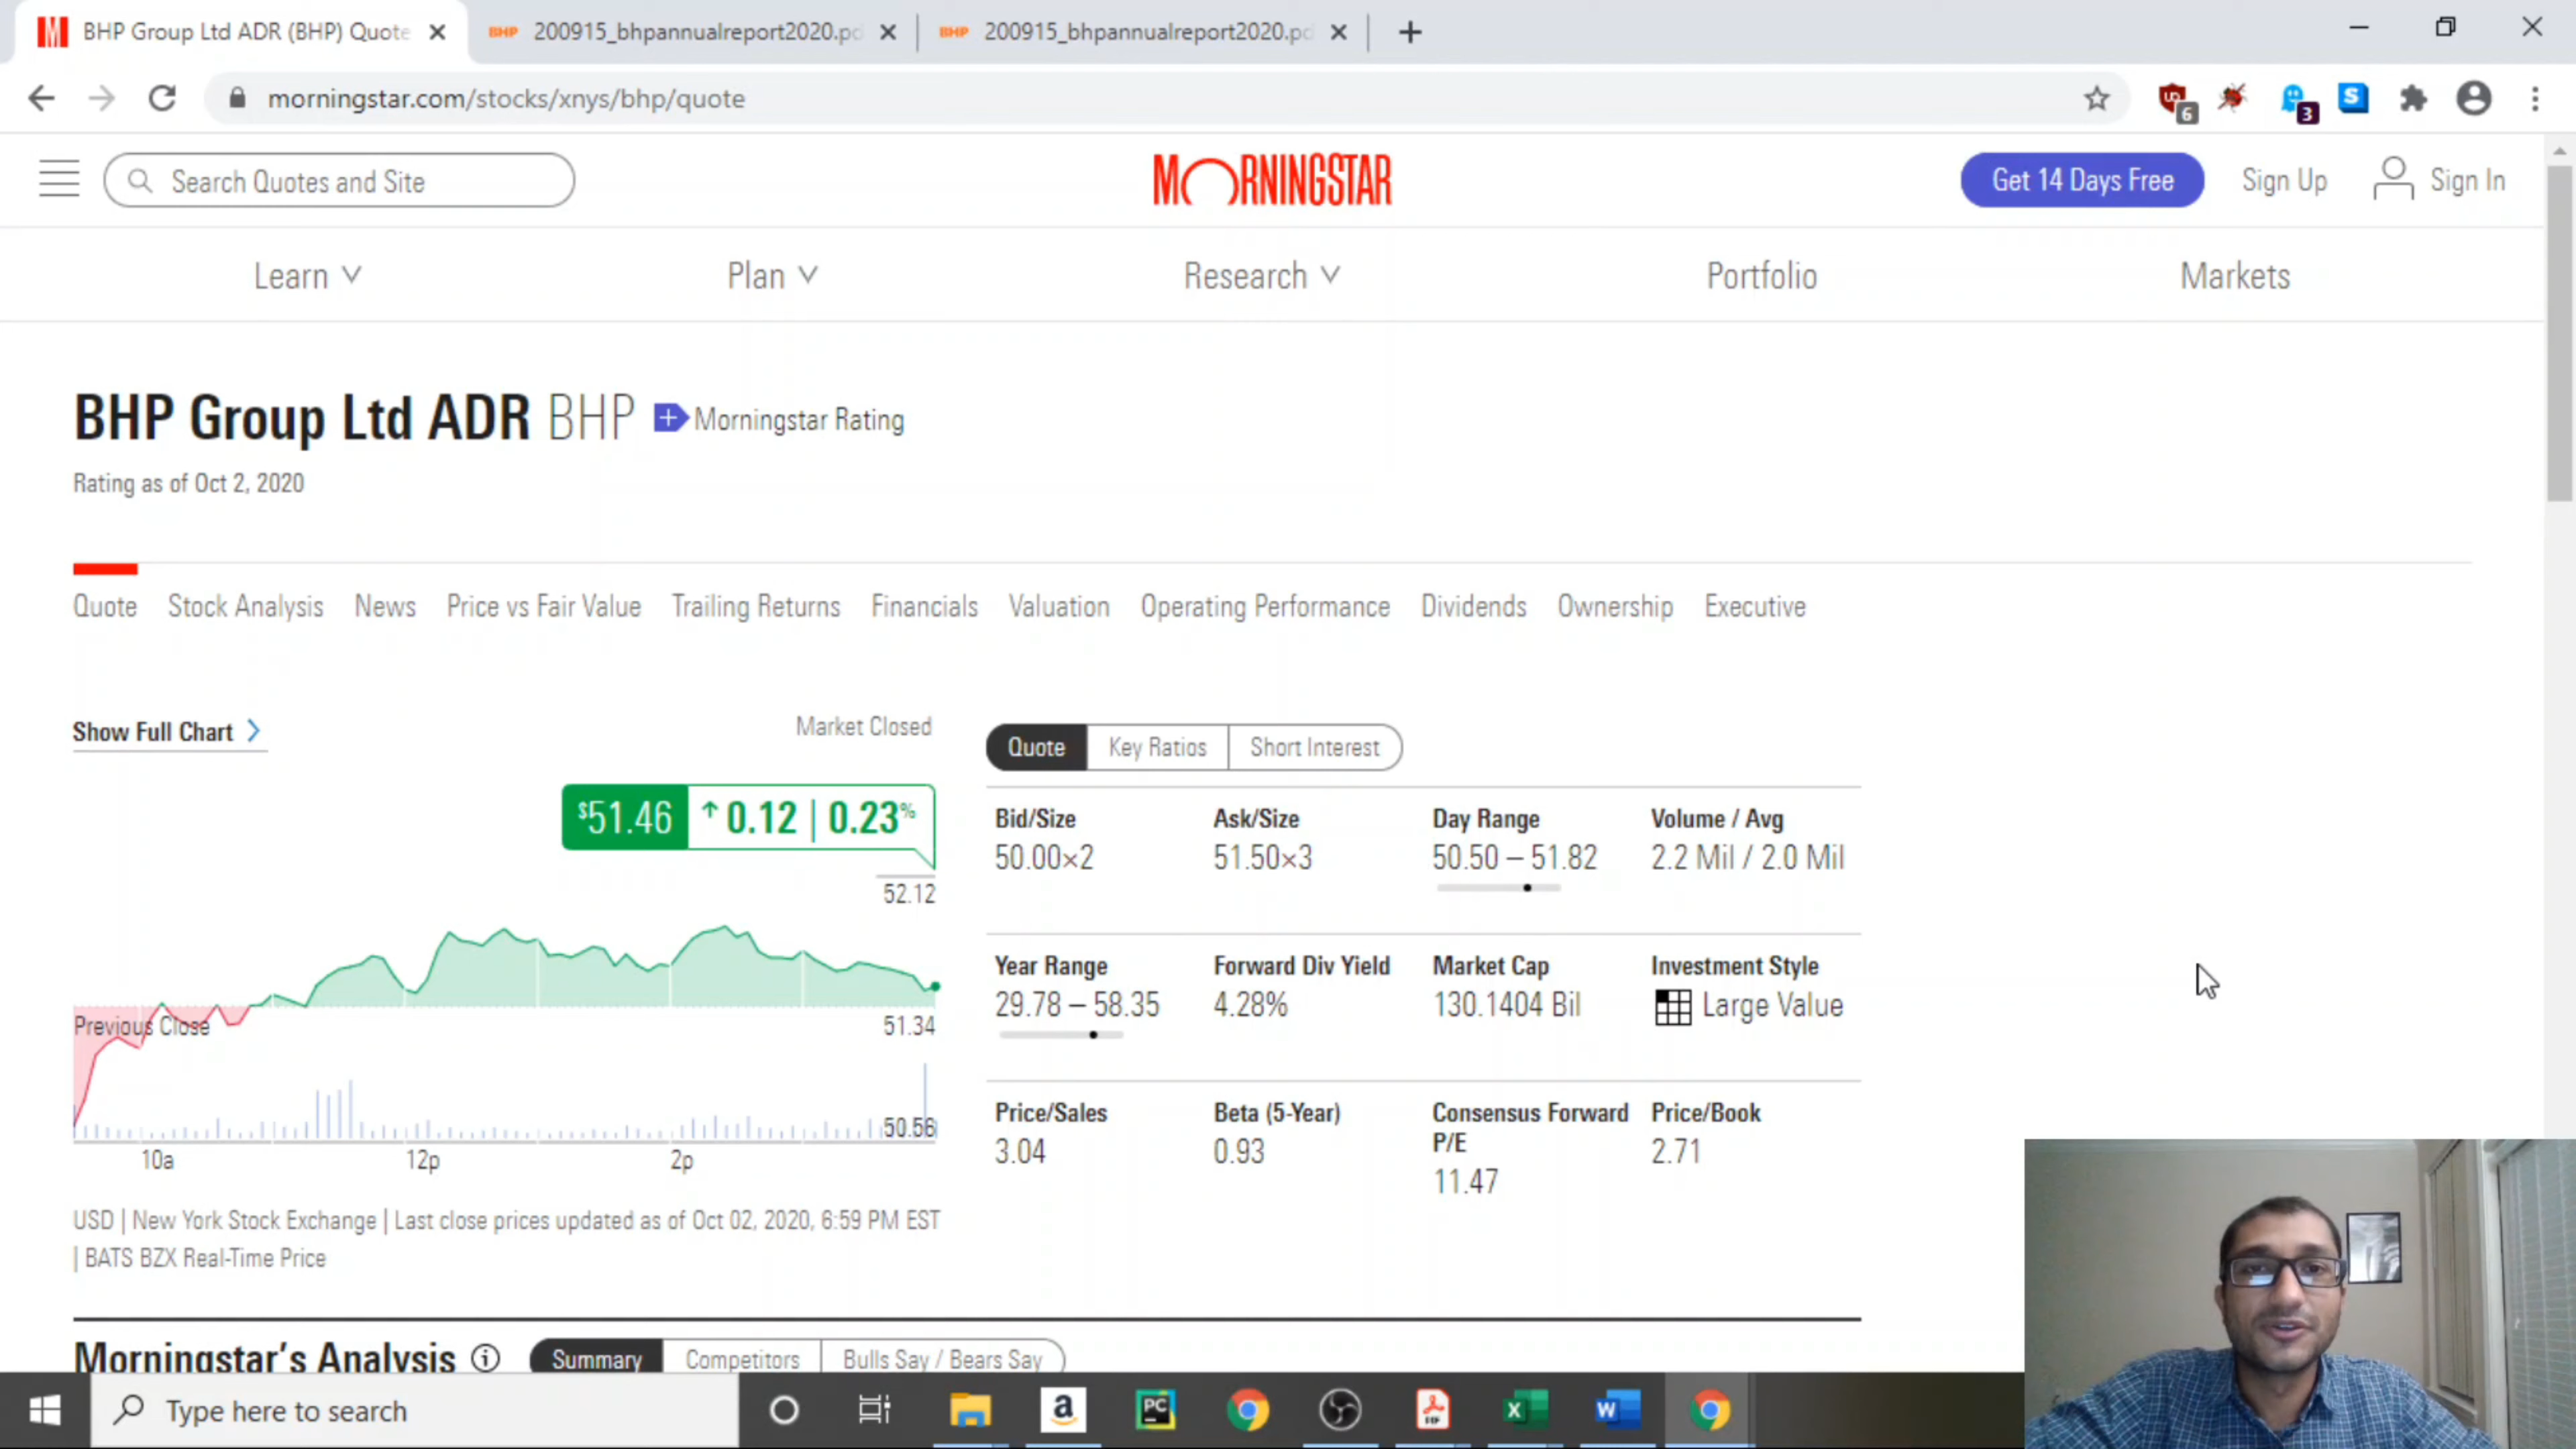 BHP Group Ltd ADR (BHP) Quote
BHP 200915_bhpannualreport2020.pd
BHP 200915_bhpannualreport2020.pd
morningstar.com/stocks/xnys/bhp/quote
6
3
S
Search Quotes and Site
MORNINGSTAR
Get 14 Days Free
Sign Up
Sign In
Learn
Plan
Research
Portfolio
Markets
BHP Group Ltd ADR BHP
Morningstar Rating
Rating as of Oct 2, 2020
Quote Stock Analysis News Price vs Fair Value Trailing Returns Financials Valuation Operating Performance Dividends Ownership Executive
Show Full Chart
Market Closed
$51.46 ↑ 0.12 | 0.23%
52.12
Previous Close
51.34
50.56
10a 12p 2p
USD | New York Stock Exchange | Last close prices updated as of Oct 02, 2020, 6:59 PM EST
| BATS BZX Real-Time Price
Quote Key Ratios Short Interest
Bid/Size Ask/Size Day Range Volume / Avg
50.00×2 51.50×3 50.50 – 51.82 2.2 Mil / 2.0 Mil
Year Range Forward Div Yield Market Cap Investment Style
29.78 – 58.35 4.28% 130.1404 Bil Large Value
Price/Sales Beta (5-Year) Consensus Forward P/E Price/Book
3.04 0.93 11.47 2.71
Morningstar's Analysis
Summary Competitors Bulls Say / Bears Say
Type here to search
a
PC
PDF
X
W